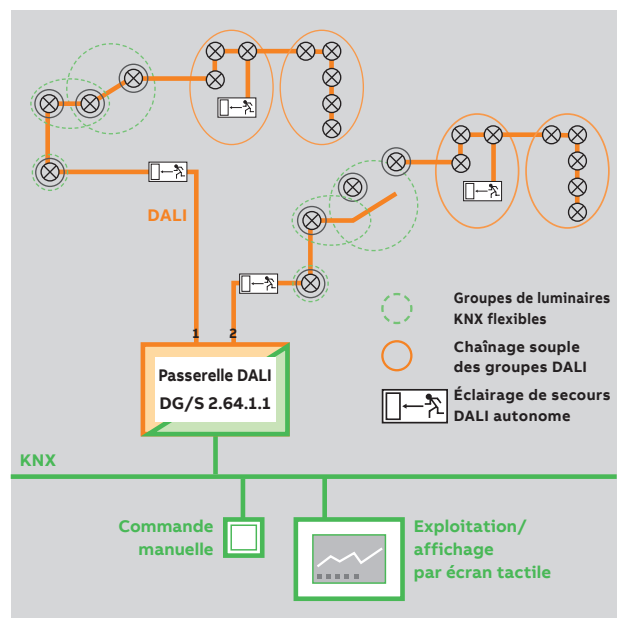 DALI
1 2
Passerelle DALI
DG/S 2.64.1.1
Groupes de luminaires
KNX flexibles
Chaînage souple
des groupes DALI
Éclairage de secours
DALI autonome
KNX
Commande
manuelle
Exploitation/
affichage
par écran tactile